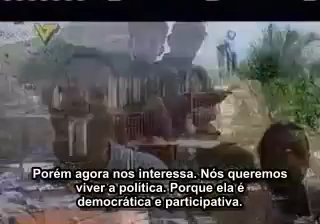 Porém agora nos interessa. Nós queremos
viver a política. Porque ela é
democrática e participativa.